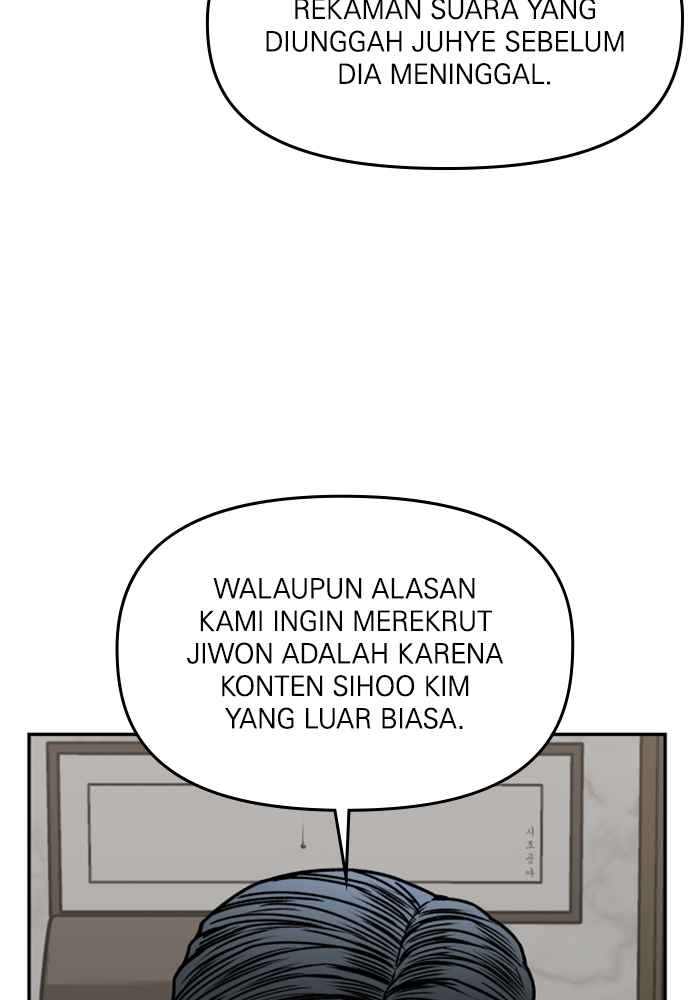 REKAMAN SUARA YANG
DIUNGGAH JUHYE SEBELUM
DIA MENINGGAL.
WALAUPUN ALASAN
KAMI INGIN MEREKRUT
JIWON ADALAH KARENA
KONTEN SIHOO KIM
YANG LUAR BIASA.